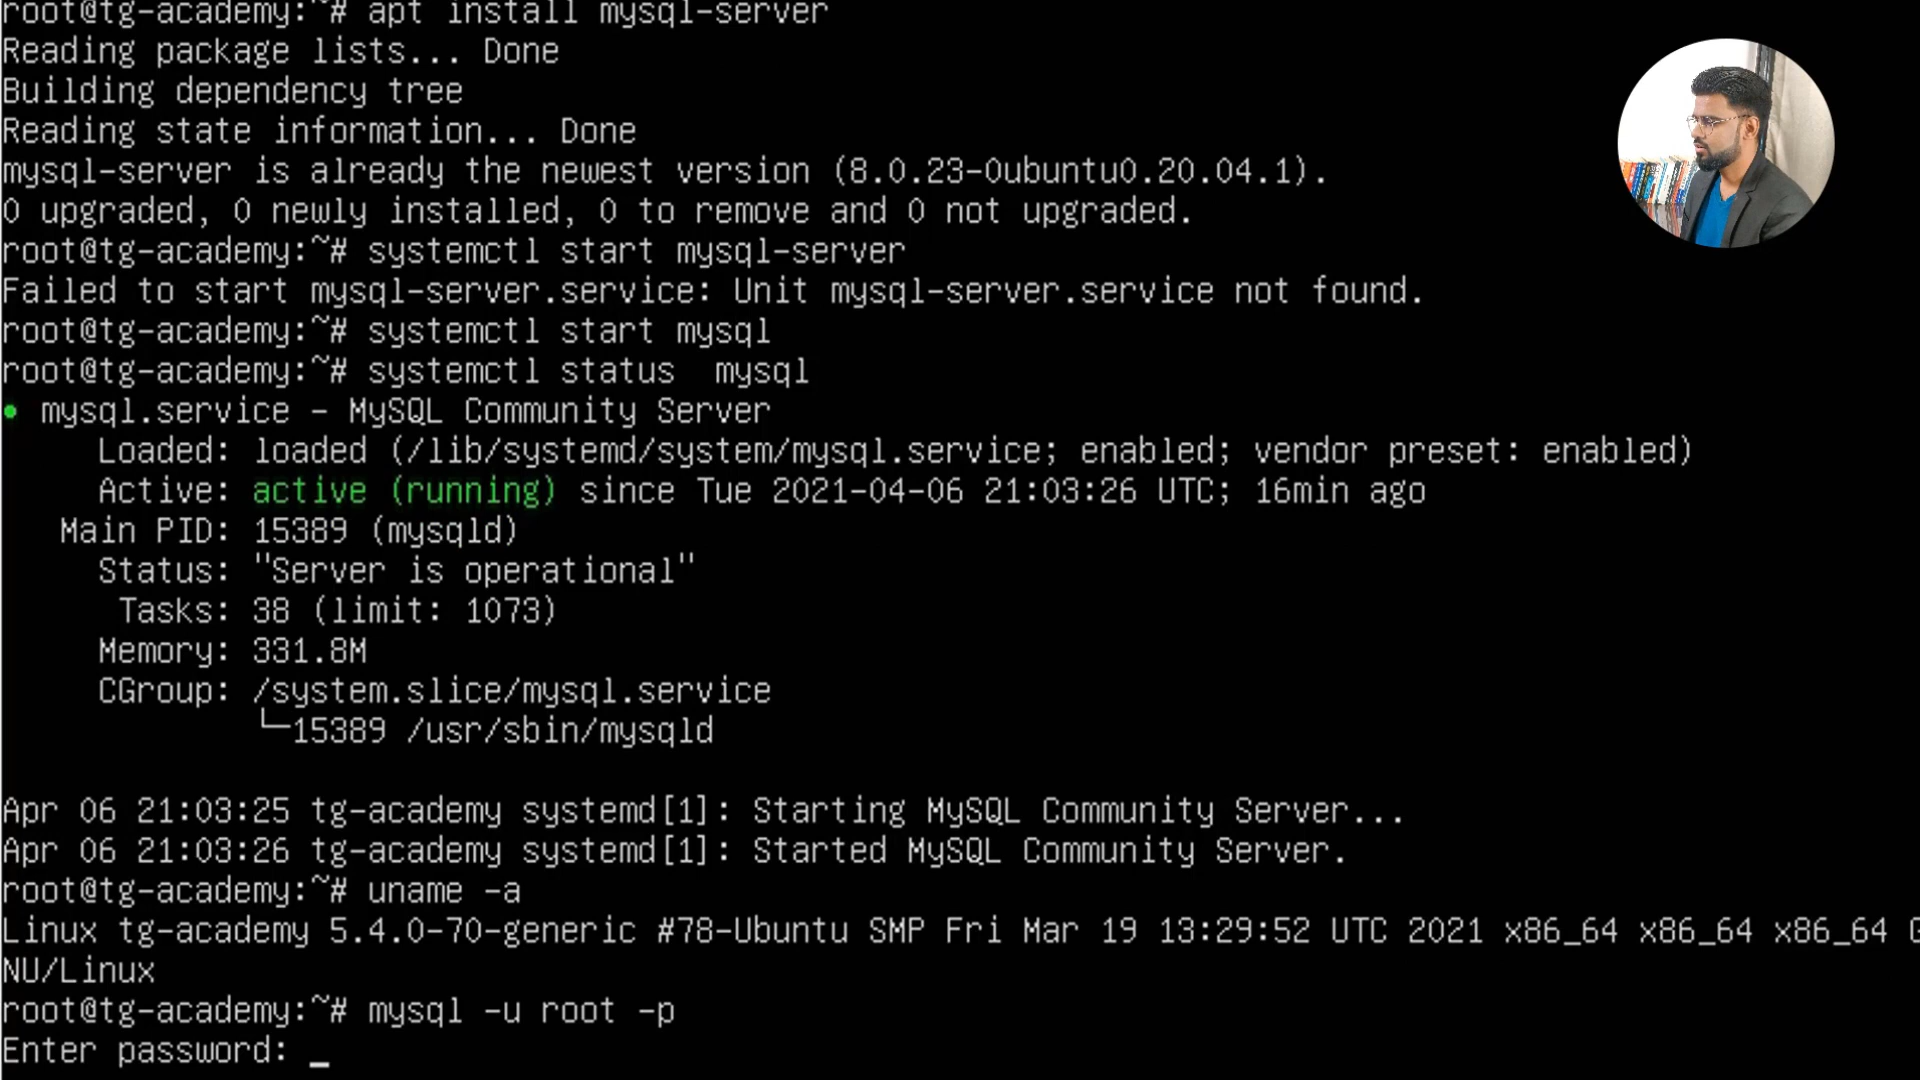 root@tg-academy:~# apt install mysql-server
Reading package lists... Done
Building dependency tree
Reading state information... Done
mysql-server is already the newest version (8.0.23-0ubuntu0.20.04.1).
0 upgraded, 0 newly installed, 0 to remove and 0 not upgraded.
root@tg-academy:~# systemctl start mysql-server
Failed to start mysql-server.service: Unit mysql-server.service not found.
root@tg-academy:~# systemctl start mysql
root@tg-academy:~# systemctl status  mysql
● mysql.service - MySQL Community Server
     Loaded: loaded (/lib/systemd/system/mysql.service; enabled; vendor preset: enabled)
     Active: active (running) since Tue 2021-04-06 21:03:26 UTC; 16min ago
   Main PID: 15389 (mysqld)
     Status: "Server is operational"
      Tasks: 38 (limit: 1073)
     Memory: 331.8M
     CGroup: /system.slice/mysql.service
             └─15389 /usr/sbin/mysqld
Apr 06 21:03:25 tg-academy systemd[1]: Starting MySQL Community Server...
Apr 06 21:03:26 tg-academy systemd[1]: Started MySQL Community Server.
root@tg-academy:~# uname -a
Linux tg-academy 5.4.0-70-generic #78-Ubuntu SMP Fri Mar 19 13:29:52 UTC 2021 x86_64 x86_64 x86_64 G
NU/Linux
root@tg-academy:~# mysql -u root -p
Enter password: _